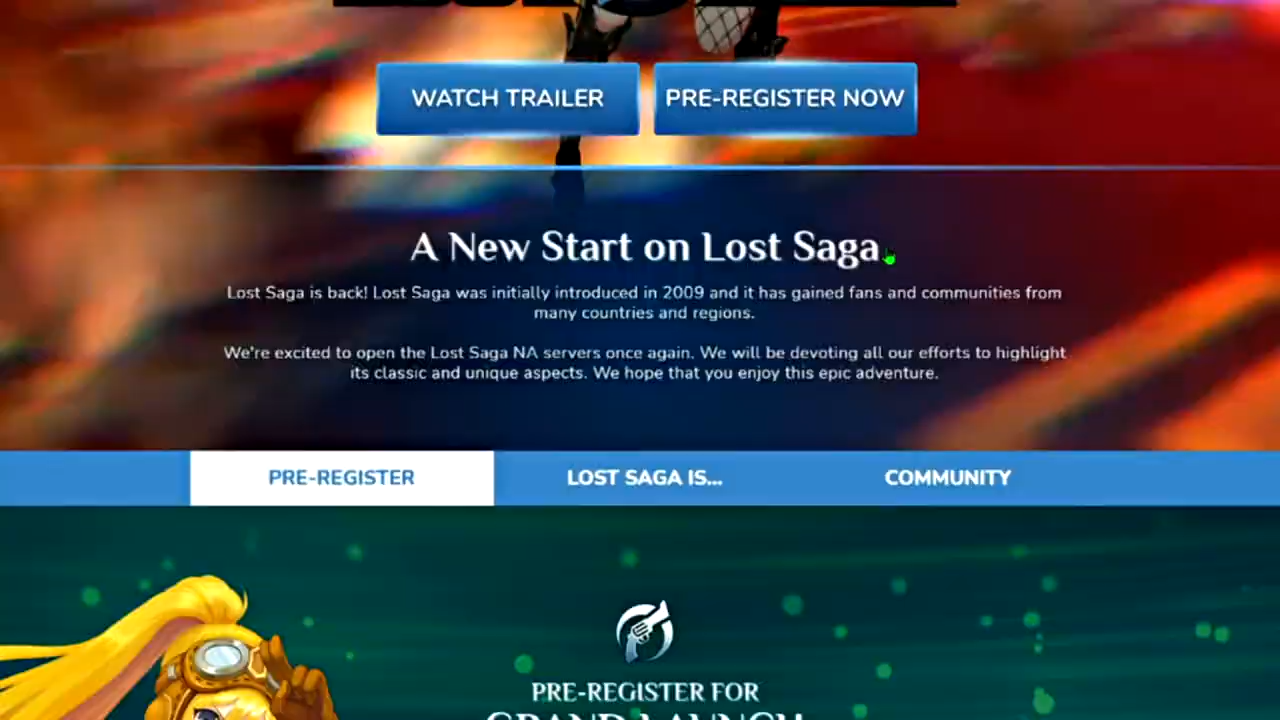 WATCH TRAILER
PRE-REGISTER NOW
A New Start on Lost Saga
Lost Saga is back! Lost Saga was initially introduced in 2009 and it has gained fans and communities from
many countries and regions.
We're excited to open the Lost Saga NA servers once again. We will be devoting all our efforts to highlight
its classic and unique aspects. We hope that you enjoy this epic adventure.
PRE-REGISTER
LOST SAGA IS...
COMMUNITY
PRE-REGISTER FOR
GRAND LAUNCH